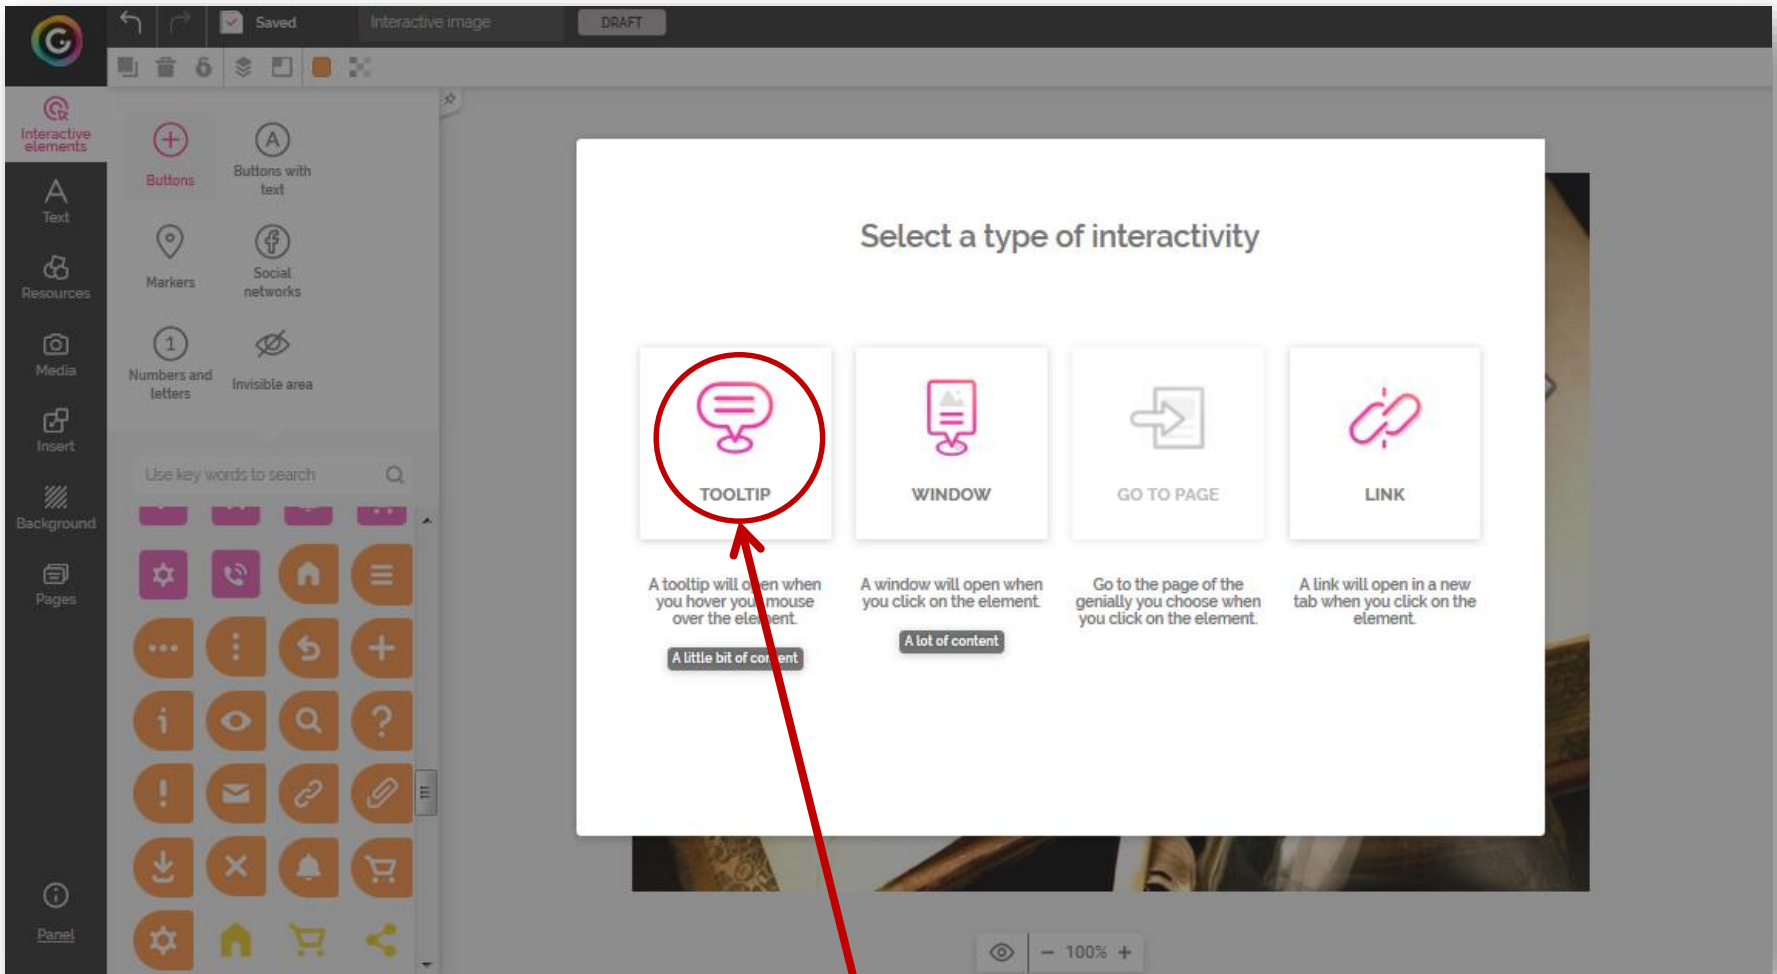 Saved
Interactive image
DRAFT
Interactive
elements
Text
Resources
Media
Insert
Background
Pages
Panel
Buttons
Buttons with
text
Markers
Social
networks
Numbers and
letters
Invisible area
Use key words to search
Select a type of interactivity
TOOLTIP
A tooltip will open when
you hover your mouse
over the element.
A little bit of content
WINDOW
A window will open when
you click on the element.
A lot of content
GO TO PAGE
Go to the page of the
genially you choose when
you click on the element.
LINK
A link will open in a new
tab when you click on the
element.
100%